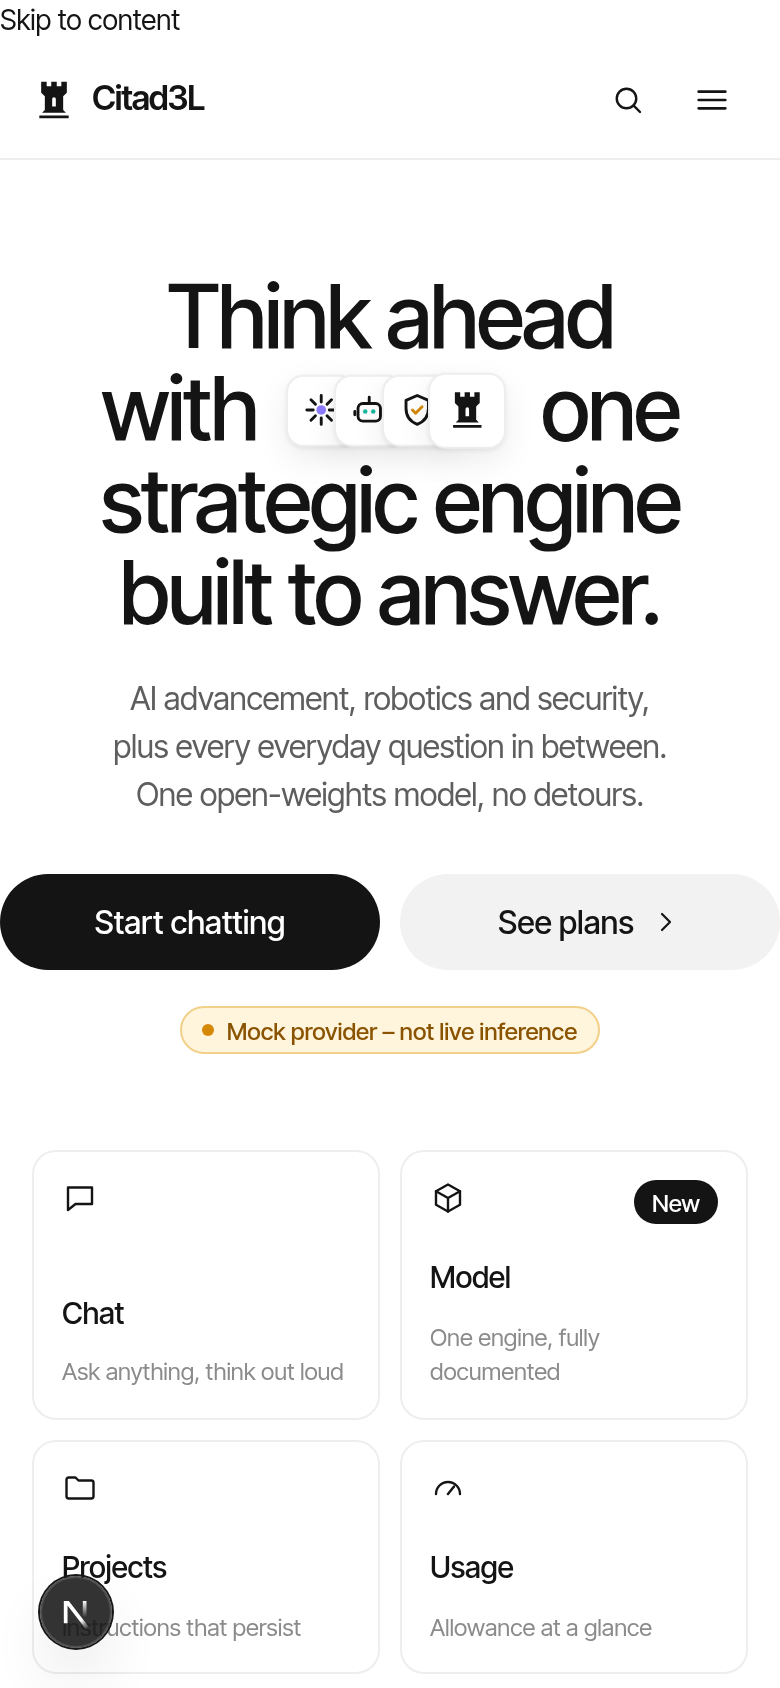 Skip to content
Citad3L
Think ahead
with one
strategic engine
built to answer.
AI advancement, robotics and security,
plus every everyday question in between.
One open-weights model, no detours.
Start chatting
See plans
Mock provider – not live inference
New
Chat
Ask anything, think out loud
Model
One engine, fully
documented
Projects
Instructions that persist
Usage
Allowance at a glance
N